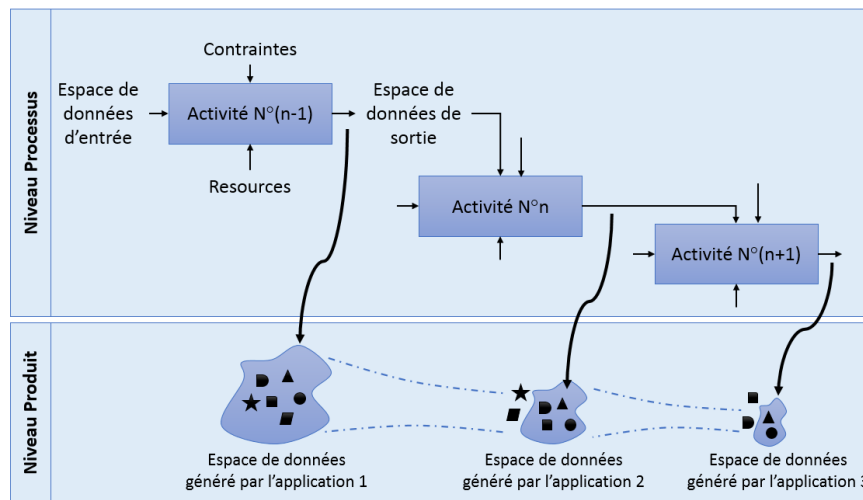 Niveau Processus
Contraintes
Espace de
données
d'entrée
Activité N°(n-1)
Espace de
données de
sortie
Resources
Activité N°n
Activité N°(n+1)
Niveau Produit
Espace de données
généré par l'application 1
Espace de données
généré par l'application 2
Espace de données
généré par l'application 3